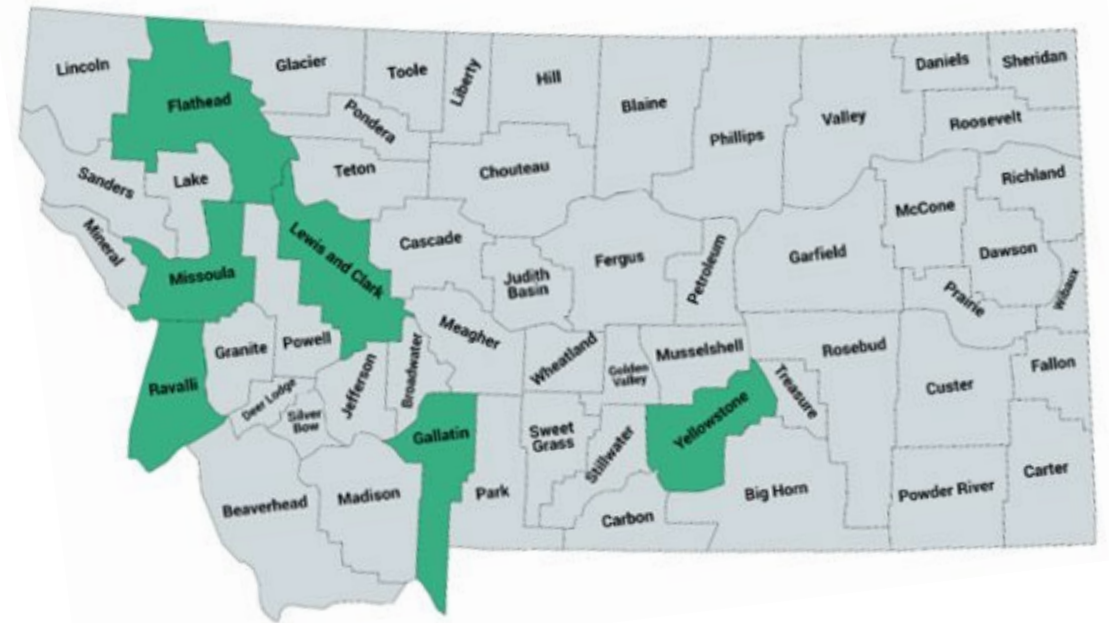 Lincoln
Flathead
Glacier
Toole
Liberty
Hill
Blaine
Phillips
Valley
Daniels
Sheridan
Roosevelt
Pondera
Teton
Chouteau
Sanders
Lake
Richland
McCone
Mineral
Missoula
Lewis and Clark
Cascade
Judith
Basin
Fergus
Petroleum
Garfield
Dawson
Prairie
Wibaux
Granite
Powell
Meagher
Wheatland
Golden
Valley
Musselshell
Rosebud
Fallon
Ravalli
Deer Lodge
Silver
Bow
Jefferson
Broadwater
Treasure
Custer
Gallatin
Sweet
Grass
Stillwater
Yellowstone
Beaverhead
Madison
Park
Carbon
Big Horn
Powder River
Carter